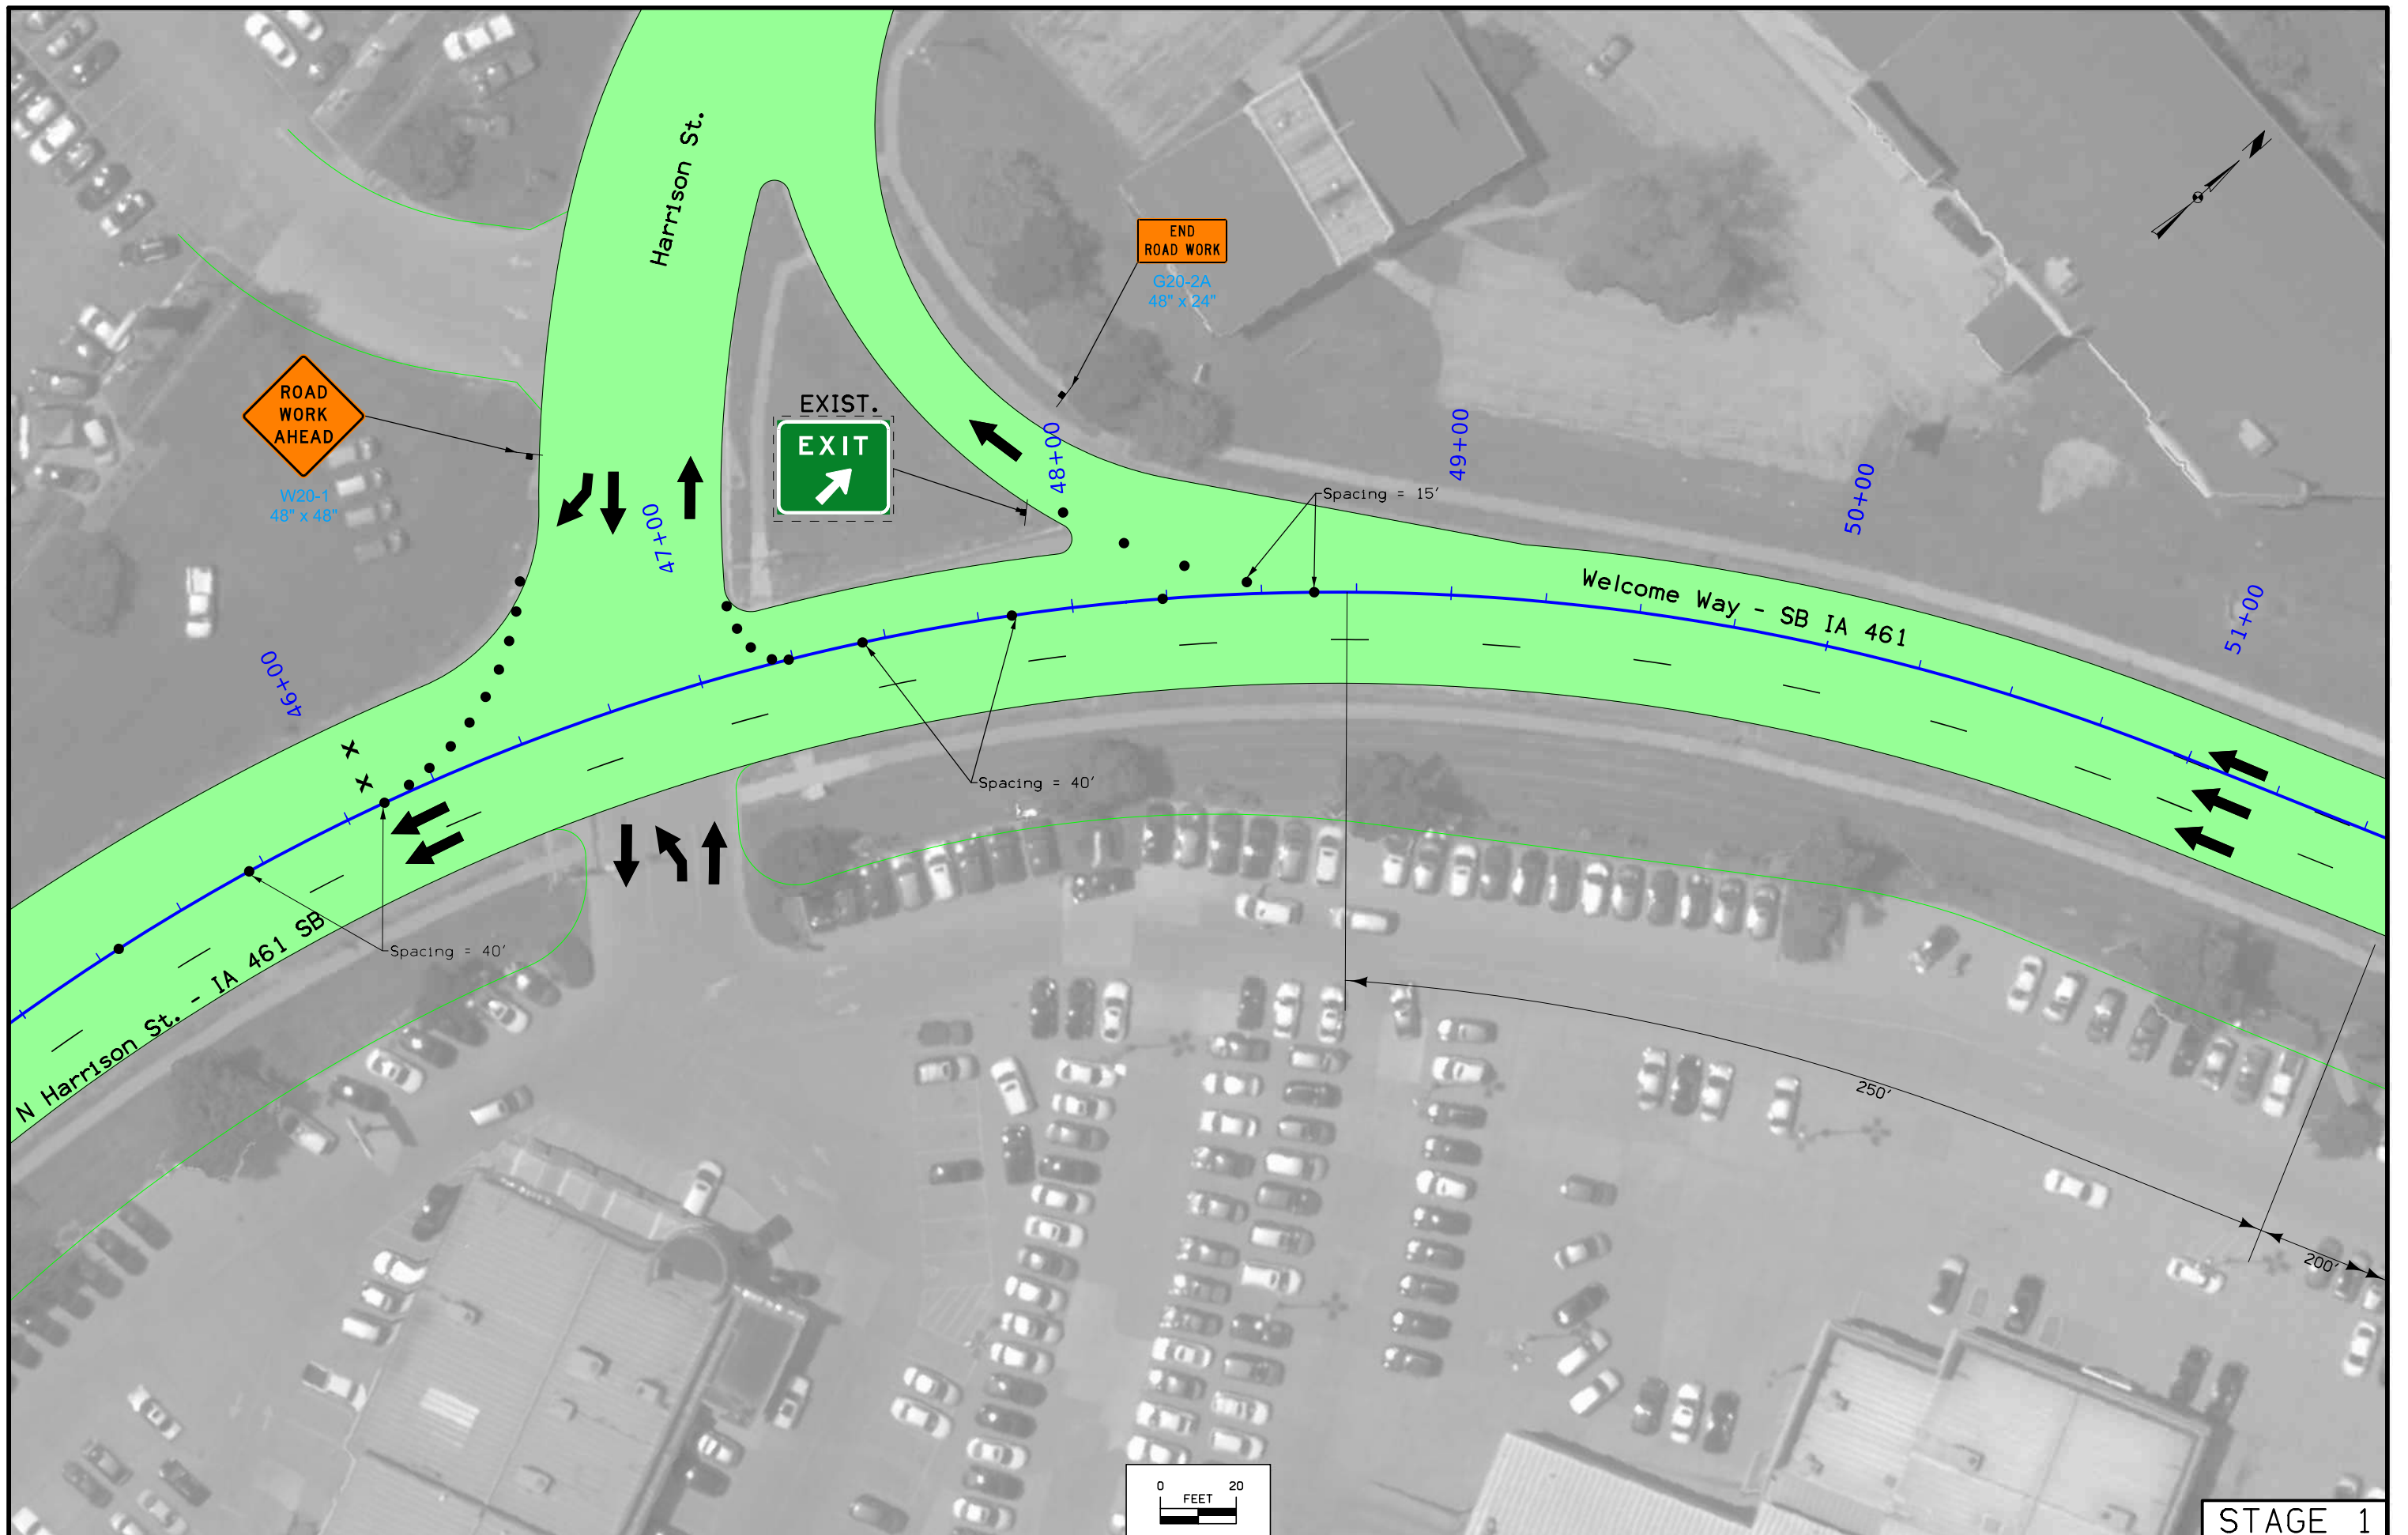 Harrison St.
END
ROAD WORK
G20-2A
48" x 24"
ROAD
WORK
AHEAD
W20-1
48" x 48"
EXIST.
EXIT
46+00
47+00
48+00
49+00
50+00
51+00
Spacing = 15'
Welcome Way - SB IA 461
Spacing = 40'
Spacing = 40'
N Harrison St. - IA 461 SB
250'
200'
0 20
FEET
STAGE 1